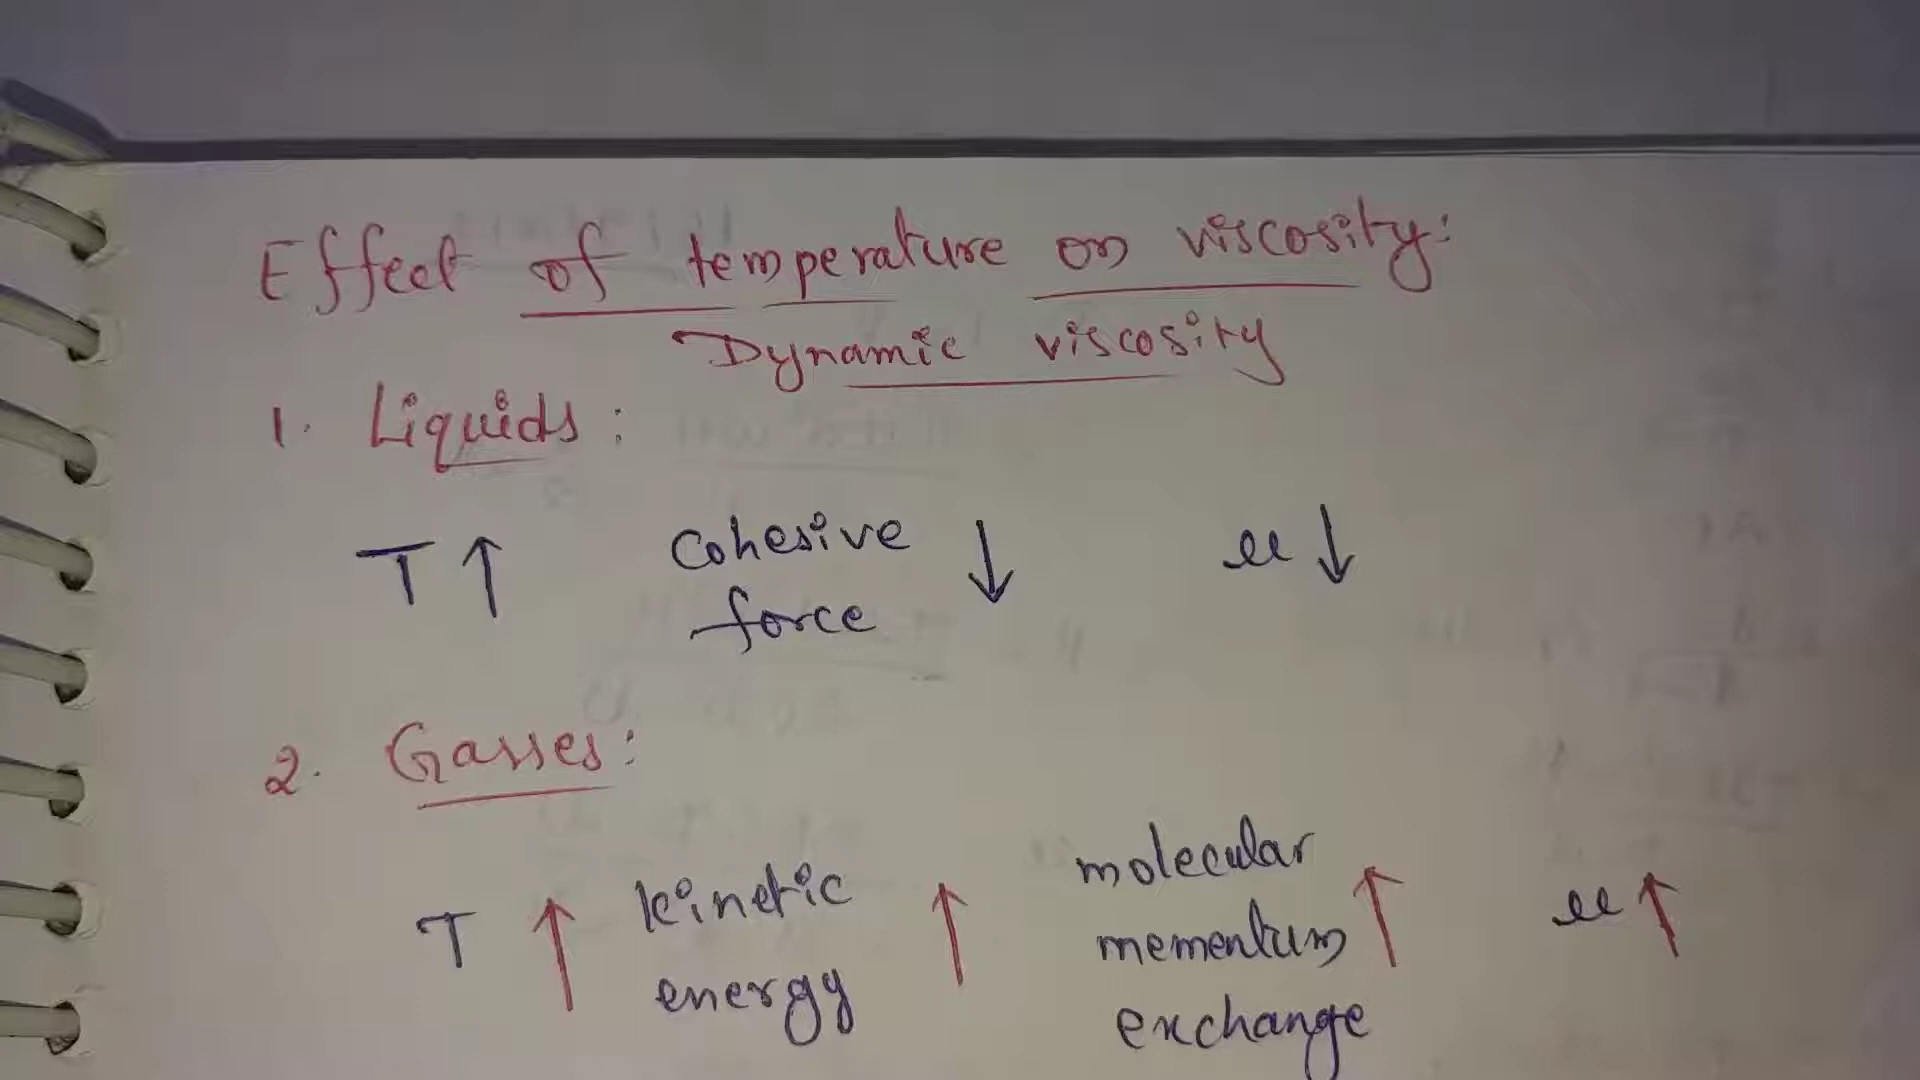 Effect of temperature on viscosity:
Dynamic viscosity
1. Liquids:
T ↑ Cohesive force ↓ μ ↓
2. Gasses:
T ↑ kinetic energy ↑ molecular mementum exchange ↑ μ ↑